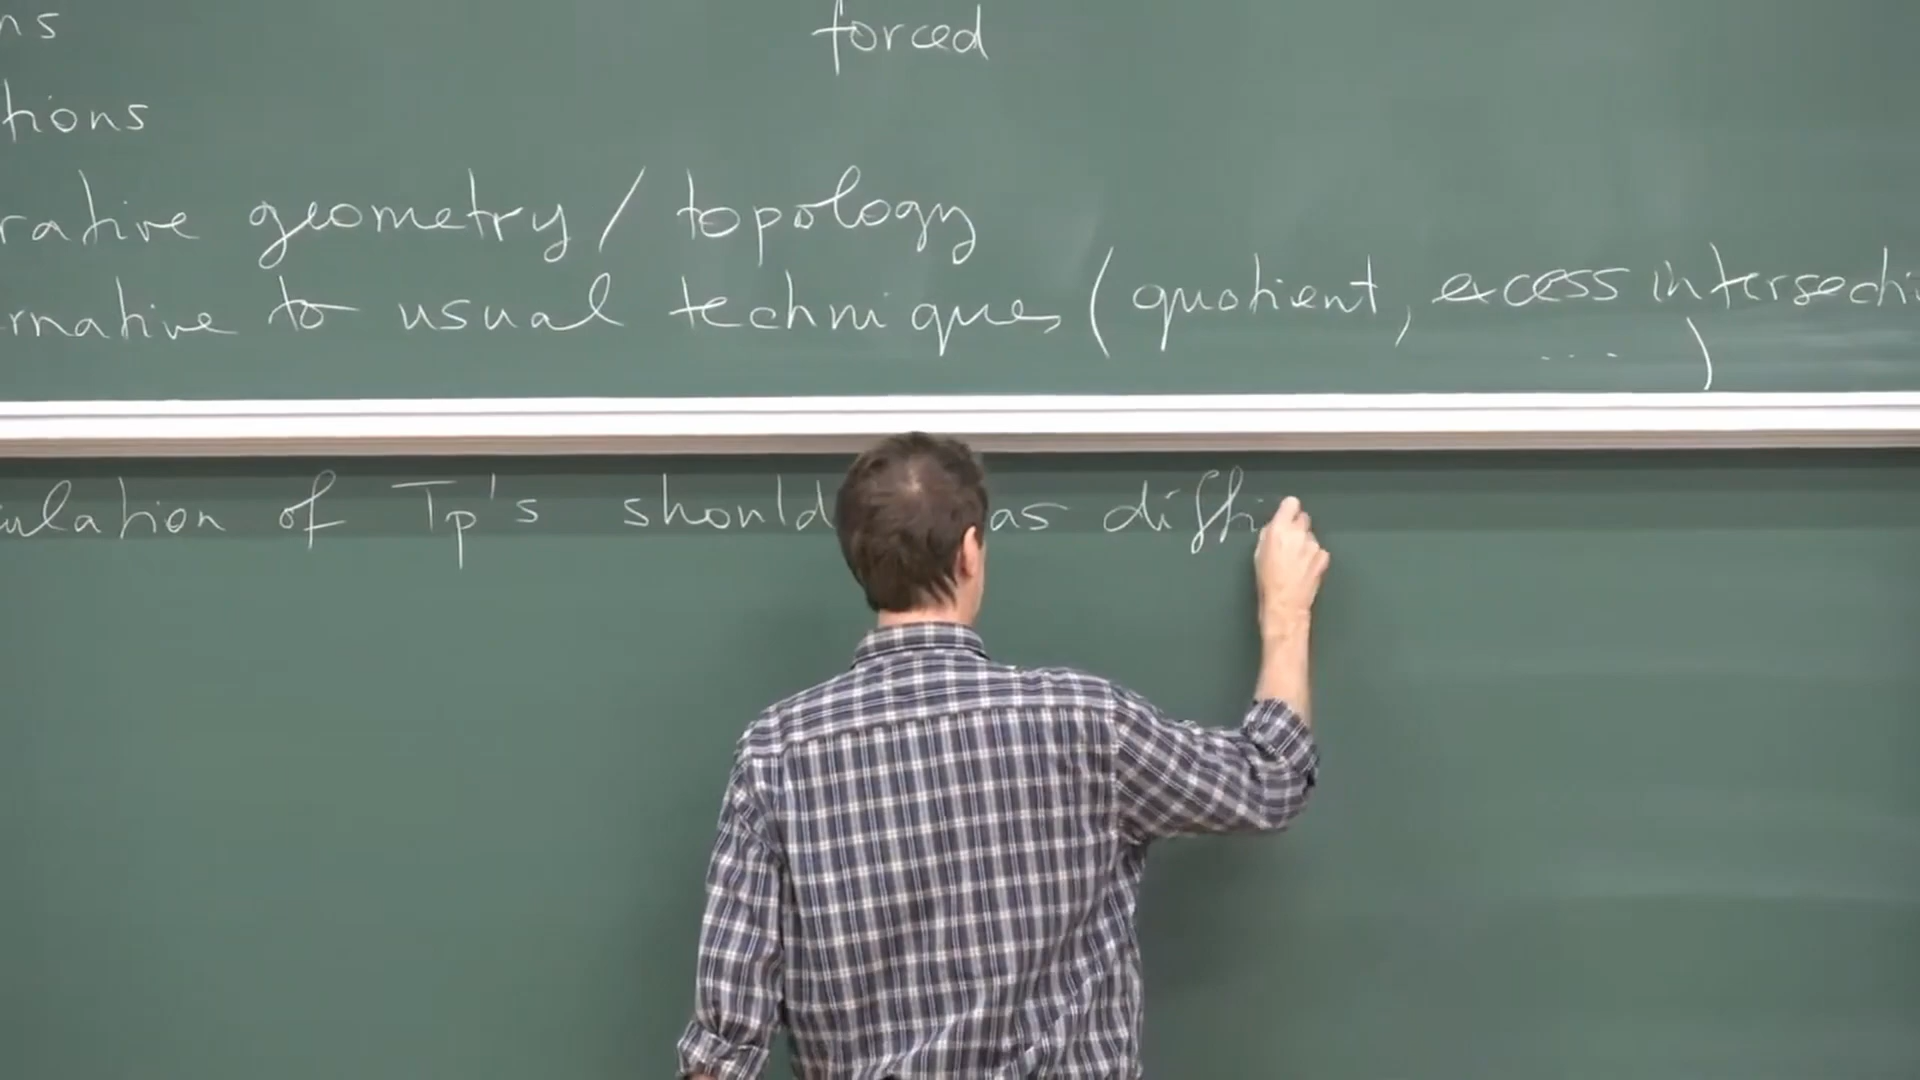 ns
forced
tions
rative geometry/topology
rnative to usual techniques (quotient, excess intersecti
....)
ulation of Tp's should as diffi